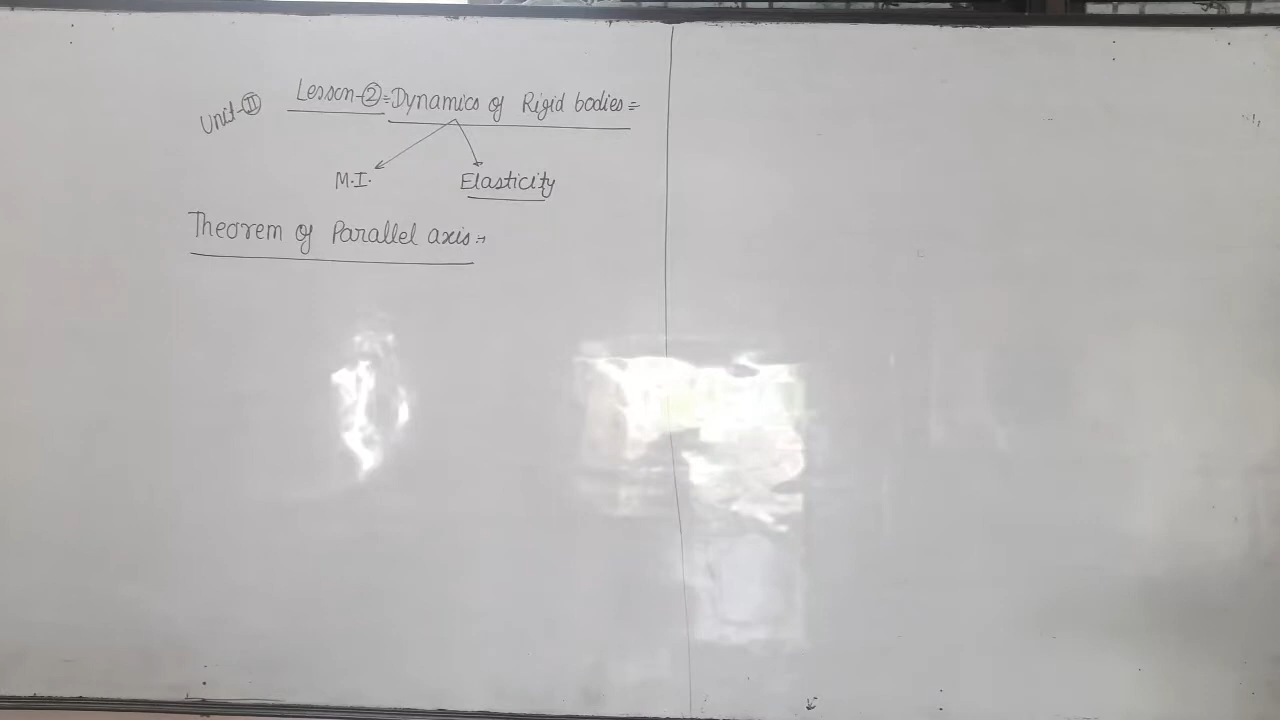 Unit-II
Lesson-2:- Dynamics of Rigid bodies:-
M.I. Elasticity
Theorem of Parallel axis:-